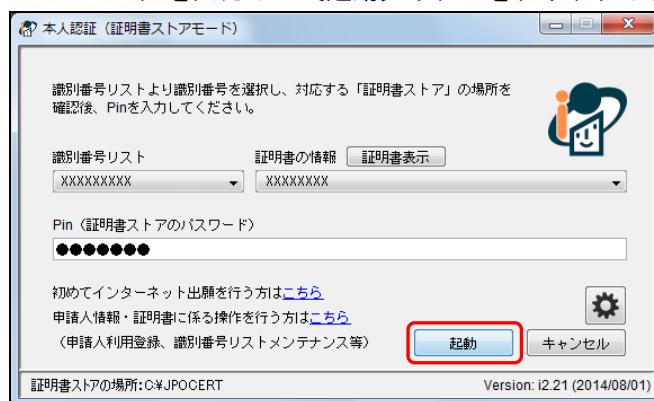 本人認証（証明書ストアモード）
識別番号リストより識別番号を選択し、対応する「証明書ストア」の場所を
確認後、Pinを入力してください。
識別番号リスト 証明書の情報 証明書表示
XXXXXXXXX XXXXXXXX
Pin（証明書ストアのパスワード）
●●●●●●●
初めてインターネット出願を行う方はこちら
申請人情報・証明書に係る操作を行う方はこちら
（申請人利用登録、識別番号リストメンテナンス等） 起動 キャンセル
証明書ストアの場所:C:¥JPOCERT Version: i2.21 (2014/08/01)